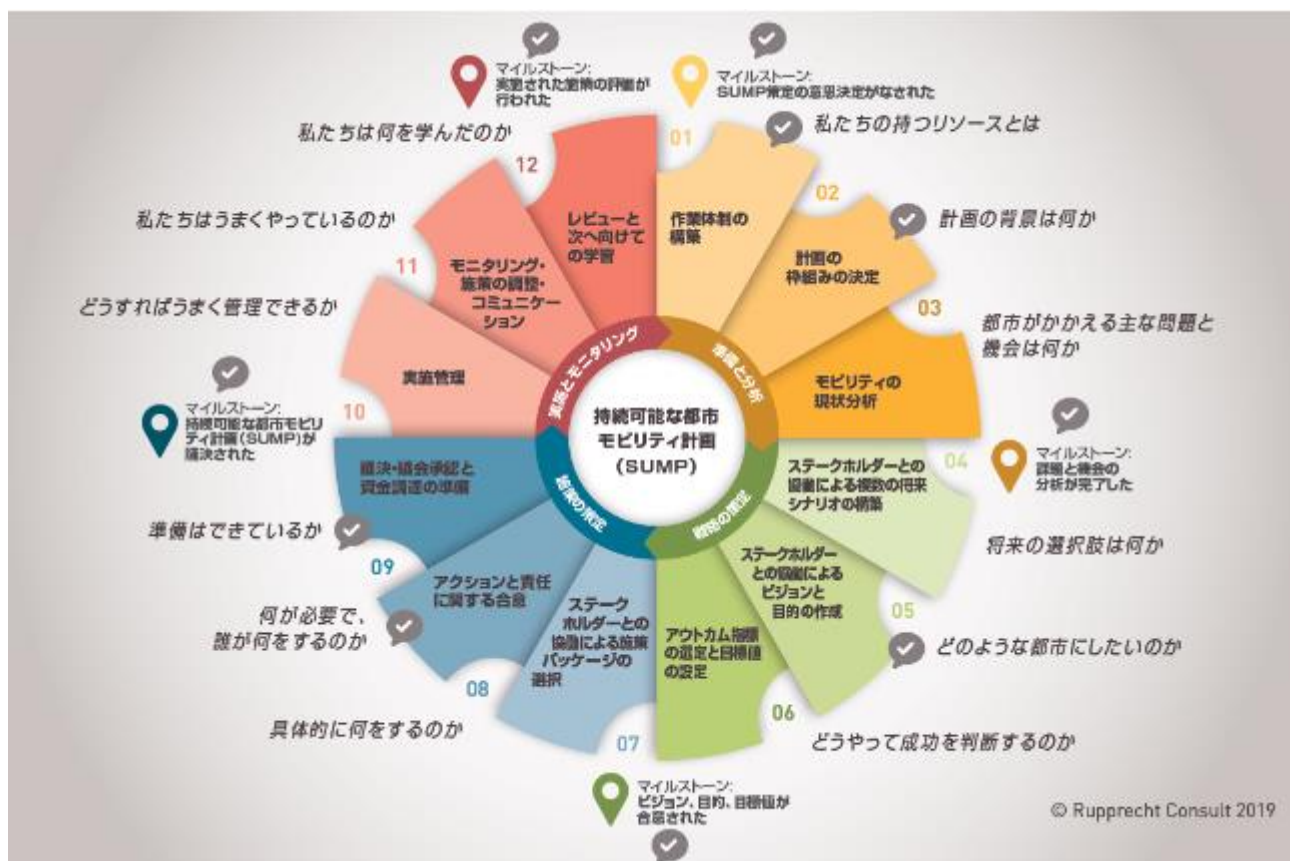 マイルストーン:
実施された施策の評価が
行われた
マイルストーン:
SUMP策定の意思決定がなされた
私たちは何を学んだのか
私たちの持つリソースとは
12
01
02
私たちはうまくやっているのか
計画の背景は何か
レビューと
次へ向けて
の学習
作業体制の
構築
計画の
枠組みの決定
11
モニタリング・
施策の調整・
コミュニケー
ション
03
どうすればうまく管理できるか
都市がかかえる主な問題と
機会は何か
実施管理
モビリティの
現状分析
実施とモニタリング
準備と分析
マイルストーン:
持続可能な都市モビリ
ティ計画(SUMP)が
議決された
10
持続可能な都市
モビリティ計画
(SUMP)
04
マイルストーン:
課題と機会の
分析が完了した
議決・議会承認と
資金調達の準備
ステークホルダーとの
協働による複数の将来
シナリオの構築
施策の策定
戦略の策定
準備はできているか
将来の選択肢は何か
09
アクションと責任
に関する合意
ステークホルダー
との協働による
ビジョンと
目的の作成
05
何が必要で、
誰が何をするのか
ステーク
ホルダーとの
協働による施策
パッケージの
選択
アウトカム指標
の選定と目標値
の設定
どのような都市にしたいのか
08
06
具体的に何をするのか
07
どうやって成功を判断するのか
マイルストーン:
ビジョン、目的、目標値が
合意された
© Rupprecht Consult 2019